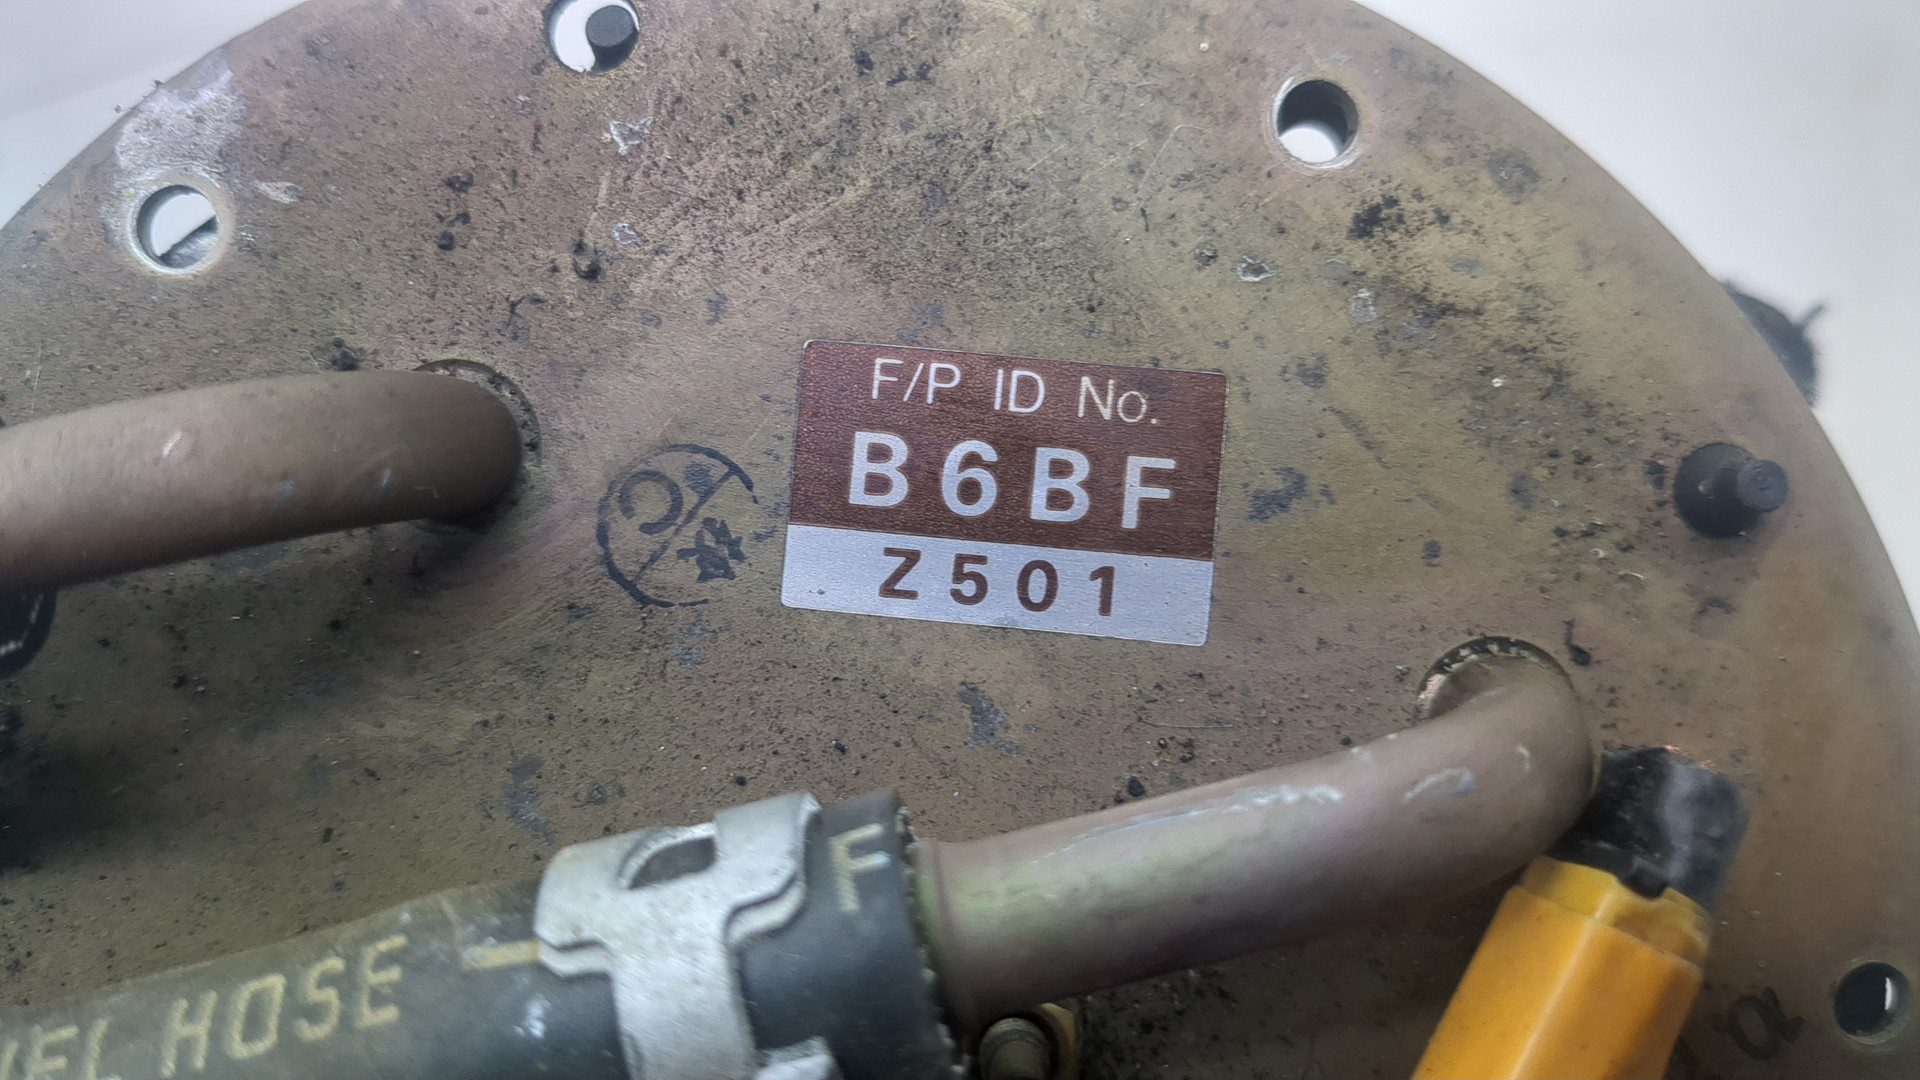 F/P ID No.
B6BF
Z501
C
F
HOSE